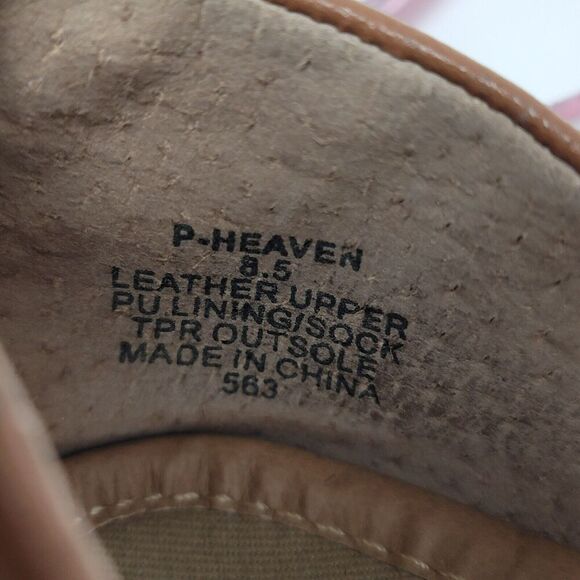 P-HEAVEN
8.5
LEATHER UPPER
PU LINING/SOCK
TPR OUTSOLE
MADE IN CHINA
563